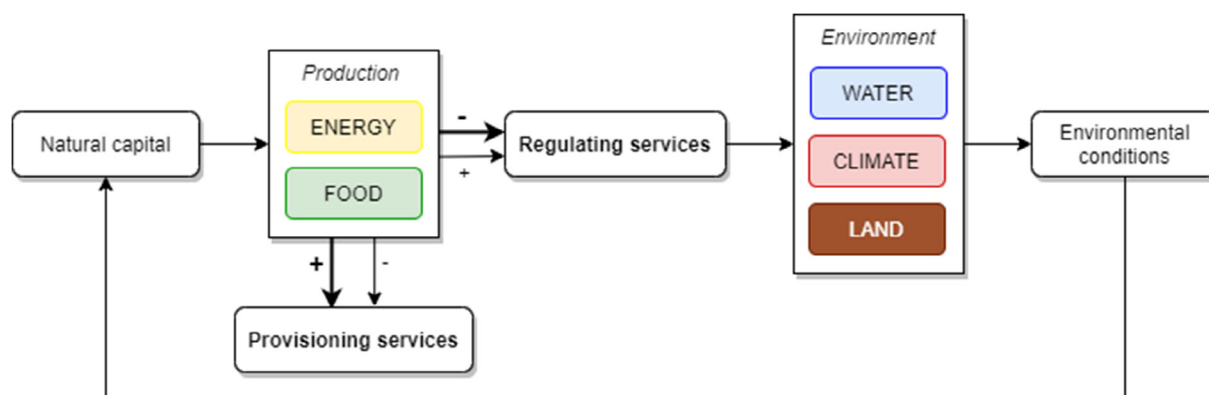 Environment
Production
WATER
ENERGY
-
Natural capital
Regulating services
Environmental
conditions
+
CLIMATE
FOOD
LAND
+
-
Provisioning services